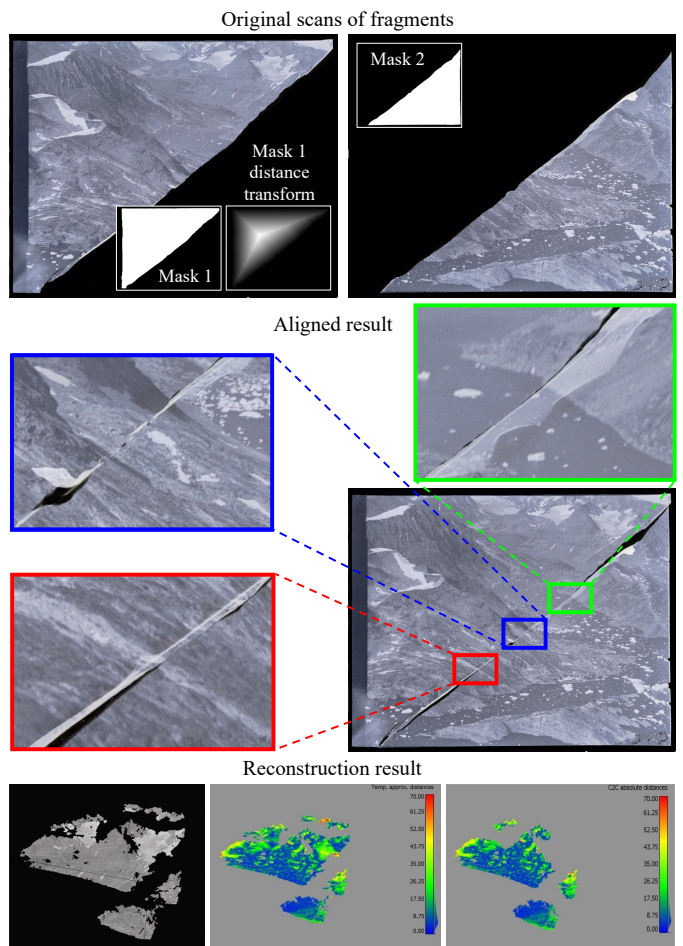 Original scans of fragments
Mask 2
Mask 1
distance
transform
Mask 1
Aligned result
Reconstruction result
Temp. approx. distances
70.00
61.25
52.50
43.75
35.00
26.25
17.50
8.75
0.00
C2C absolute distances
70.00
61.25
52.50
43.75
35.00
26.25
17.50
8.75
0.00